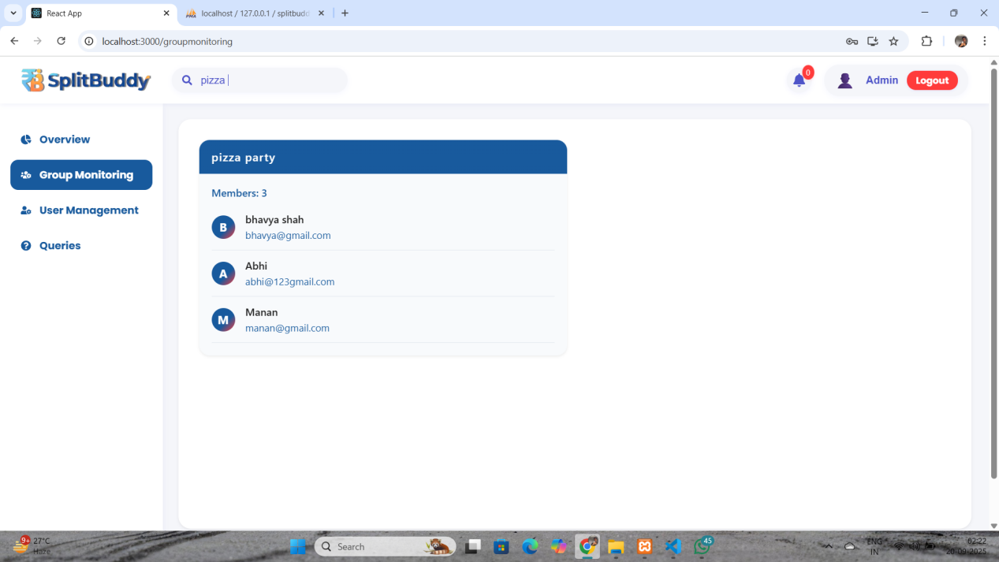 React App
localhost / 127.0.0.1 / splitbudd
localhost:3000/groupmonitoring
SplitBuddy
pizza
0
Admin
Logout
Overview
Group Monitoring
User Management
Queries
pizza party
Members: 3
B
bhavya shah
bhavya@gmail.com
A
Abhi
abhi@123gmail.com
M
Manan
manan@gmail.com
9+
27°C
Haze
Search
45
ENG
IN
02:22
20-09-2025